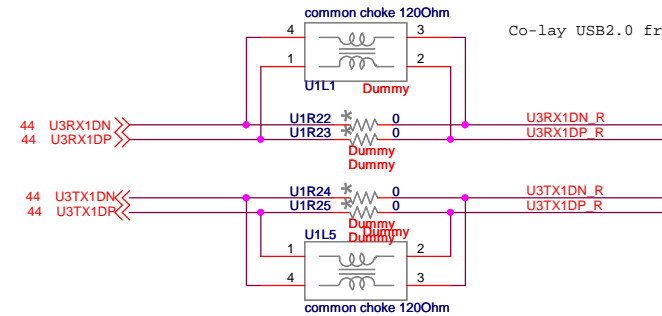 common choke 120Ohm
4 3
Co-lay USB2.0 fr
1 2
U1L1 Dummy
44 U3RX1DN U1R22 * 0 U3RX1DN_R
44 U3RX1DP U1R23 * 0 U3RX1DP_R
Dummy
Dummy
44 U3TX1DN U1R24 * 0 U3TX1DN_R
44 U3TX1DP U1R25 * 0 U3TX1DP_R
Dummy
U1L5 Dummy Dummy
1 2
4 3
common choke 120Ohm